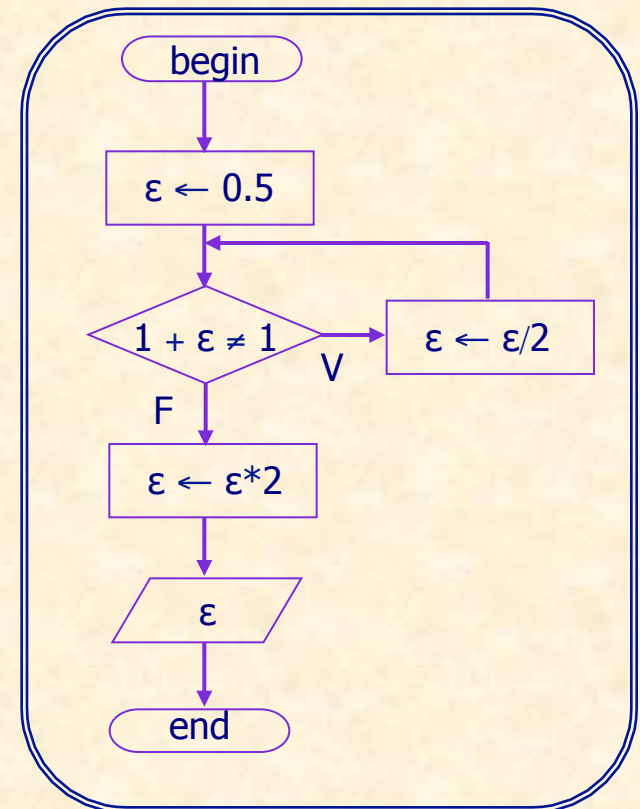 begin
ε ← 0.5
1 + ε ≠ 1
V
ε ← ε/2
F
ε ← ε*2
ε
end